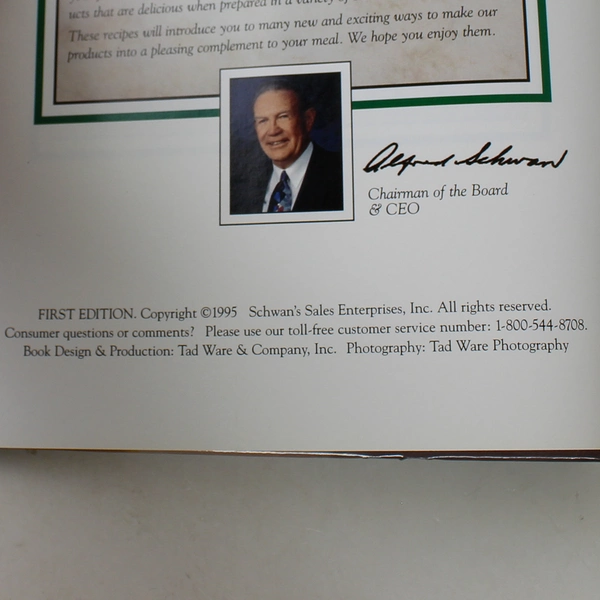 ucts that are delicious when prepared in a variety of
These recipes will introduce you to many new and exciting ways to make our
products into a pleasing complement to your meal. We hope you enjoy them.
Alfred Schwan
Chairman of the Board
& CEO
FIRST EDITION. Copyright ©1995 Schwan's Sales Enterprises, Inc. All rights reserved.
Consumer questions or comments? Please use our toll-free customer service number: 1-800-544-8708.
Book Design & Production: Tad Ware & Company, Inc. Photography: Tad Ware Photography